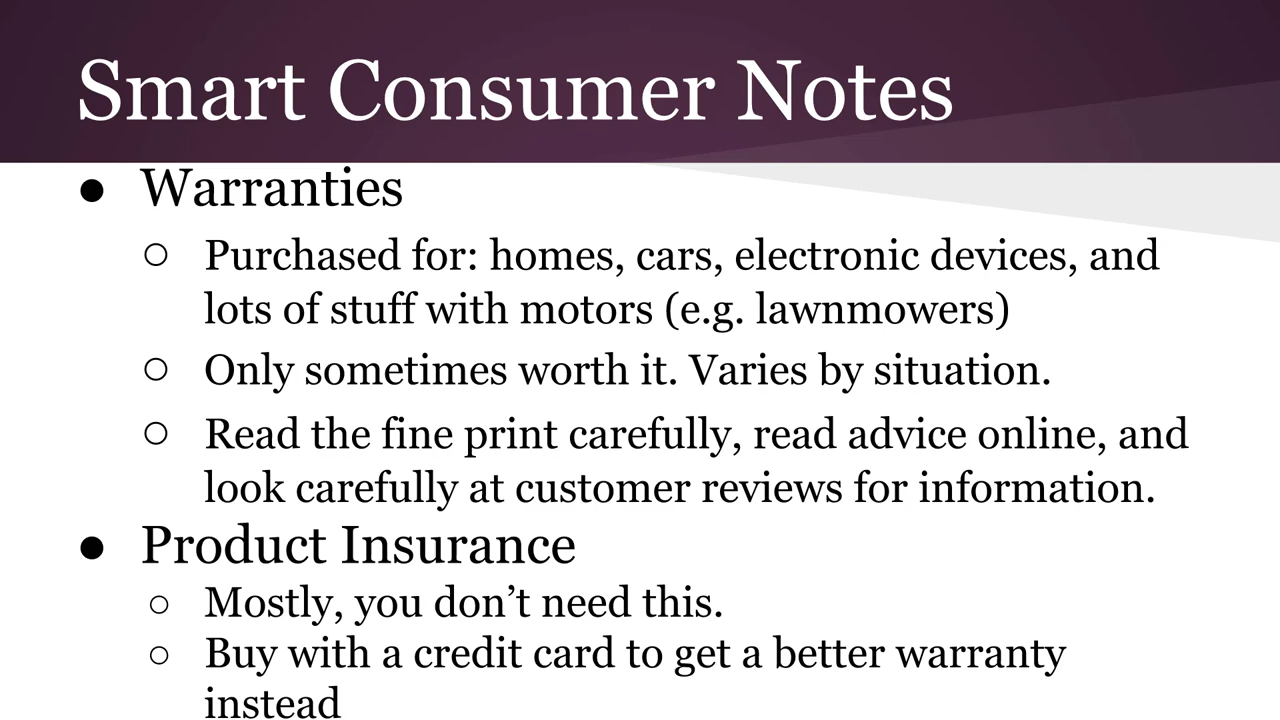 Smart Consumer Notes
● Warranties
○ Purchased for: homes, cars, electronic devices, and
lots of stuff with motors (e.g. lawnmowers)
○ Only sometimes worth it. Varies by situation.
○ Read the fine print carefully, read advice online, and
look carefully at customer reviews for information.
● Product Insurance
○ Mostly, you don’t need this.
○ Buy with a credit card to get a better warranty
instead